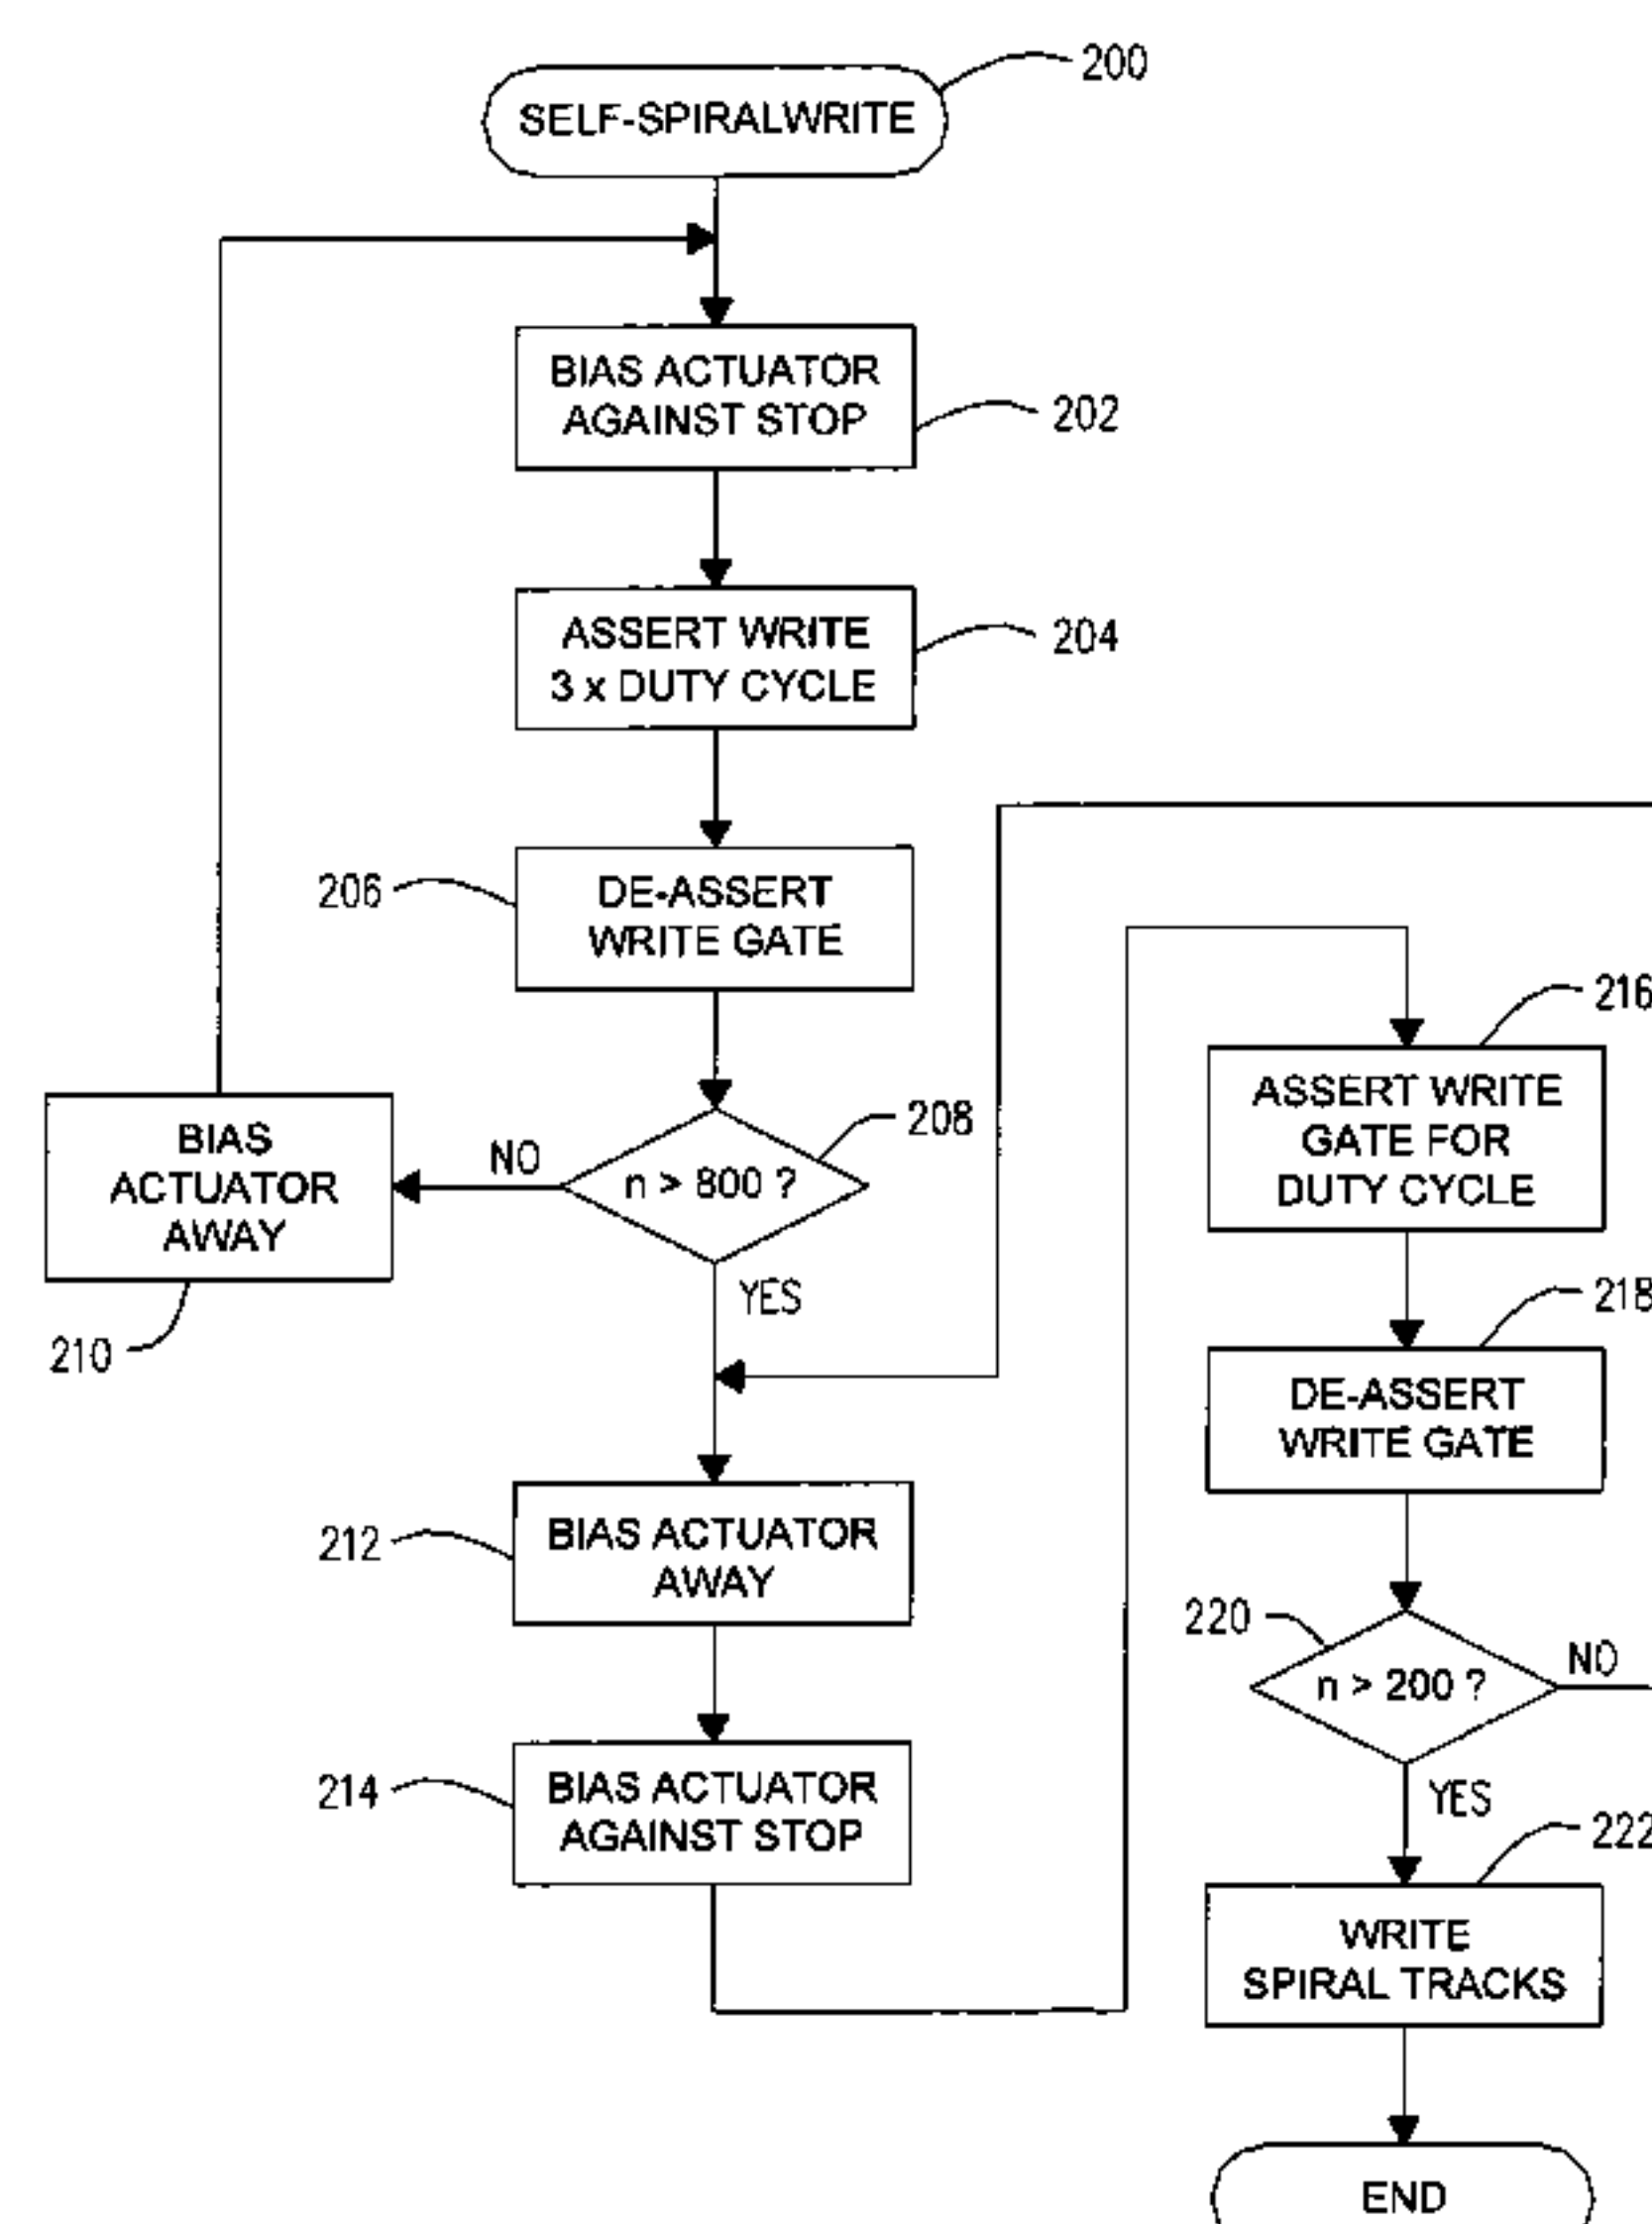 200
SELF-SPIRALWRITE
BIAS ACTUATOR
AGAINST STOP
202
ASSERT WRITE
3 x DUTY CYCLE
204
206
DE-ASSERT
WRITE GATE
208
n > 800 ?
NO
YES
BIAS
ACTUATOR
AWAY
210
212
BIAS ACTUATOR
AWAY
214
BIAS ACTUATOR
AGAINST STOP
216
ASSERT WRITE
GATE FOR
DUTY CYCLE
218
DE-ASSERT
WRITE GATE
220
n > 200 ?
NO
YES
222
WRITE
SPIRAL TRACKS
END